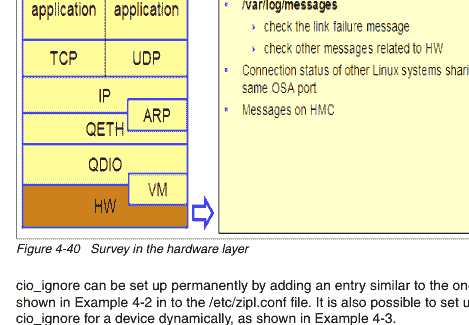 application application
TCP UDP
IP
ARP
QETH
QDIO
VM
HW
/var/log/messages
check the link failure message
check other messages related to HW
Connection status of other Linux systems shari
same OSA port
Messages on HMC
Figure 4-40 Survey in the hardware layer
cio_ignore can be set up permanently by adding an entry similar to the on
shown in Example 4-2 in to the /etc/zipl.conf file. It is also possible to set u
cio_ignore for a device dynamically, as shown in Example 4-3.